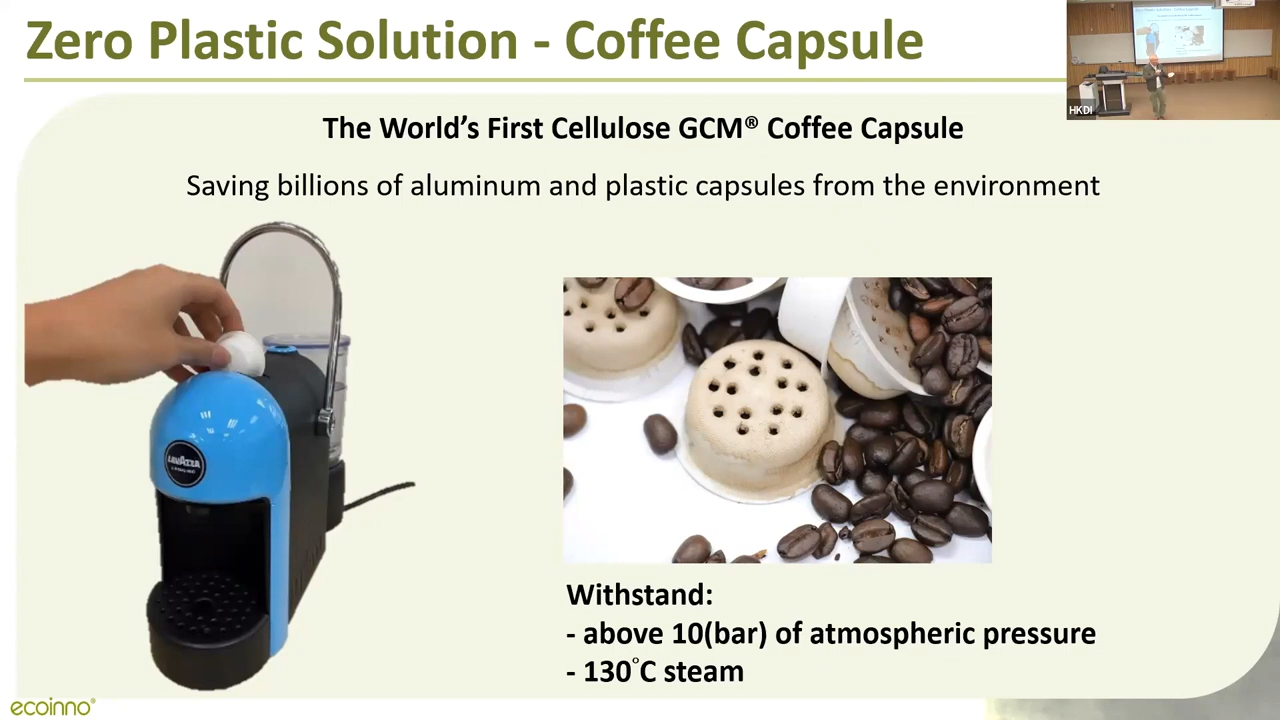 Zero Plastic Solution - Coffee Capsule
HKDI
The World's First Cellulose GCM® Coffee Capsule
Saving billions of aluminum and plastic capsules from the environment
LAVAZZA
Withstand:
- above 10(bar) of atmospheric pressure
- 130°C steam
ecoinno®